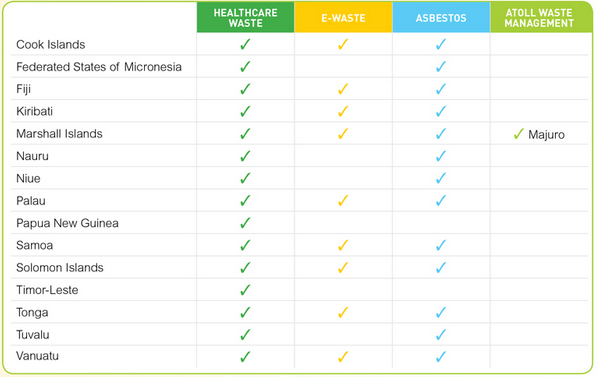 HEALTHCARE WASTE E-WASTE ASBESTOS ATOLL WASTE MANAGEMENT
Cook Islands ✓ ✓ ✓
Federated States of Micronesia ✓ ✓
Fiji ✓ ✓ ✓
Kiribati ✓ ✓ ✓
Marshall Islands ✓ ✓ ✓ ✓ Majuro
Nauru ✓ ✓
Niue ✓ ✓
Palau ✓ ✓ ✓
Papua New Guinea ✓
Samoa ✓ ✓ ✓
Solomon Islands ✓ ✓ ✓
Timor-Leste ✓
Tonga ✓ ✓ ✓
Tuvalu ✓ ✓
Vanuatu ✓ ✓ ✓